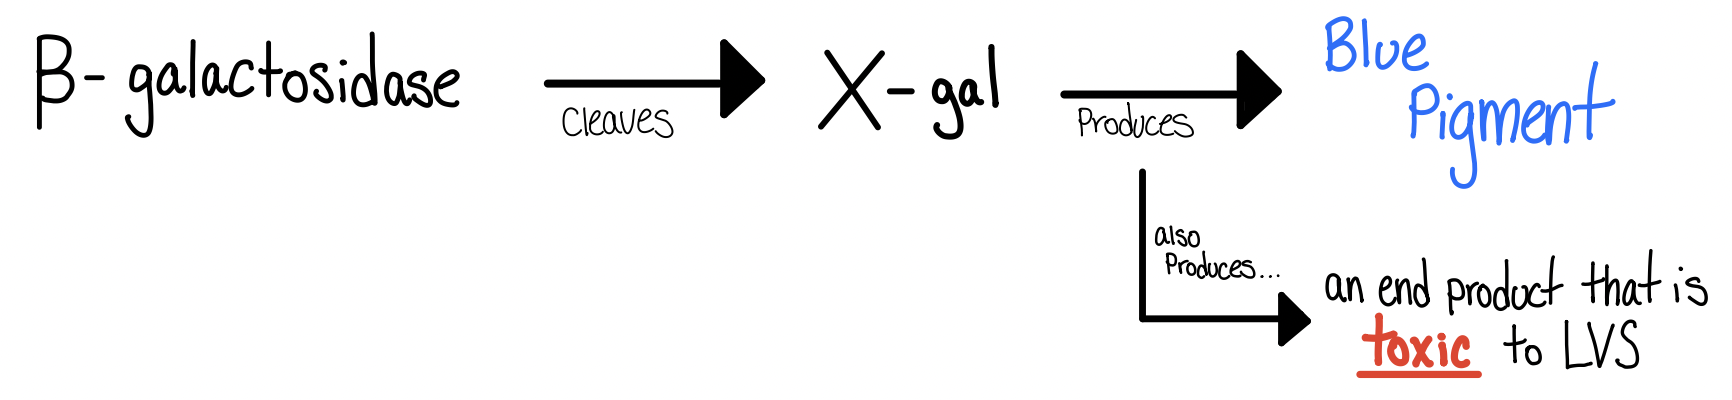 B- galactosidase
Cleaves
X-gal
Produces
Blue
Pigment
also
Produces...
an end product that is
toxic to LVS